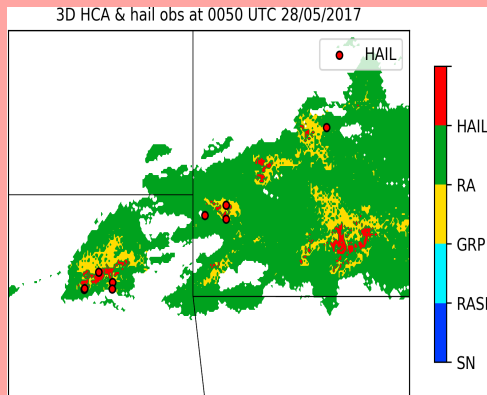 3D HCA & hail obs at 0050 UTC 28/05/2017
HAIL
HAIL
RA
GRP
RASN
SN